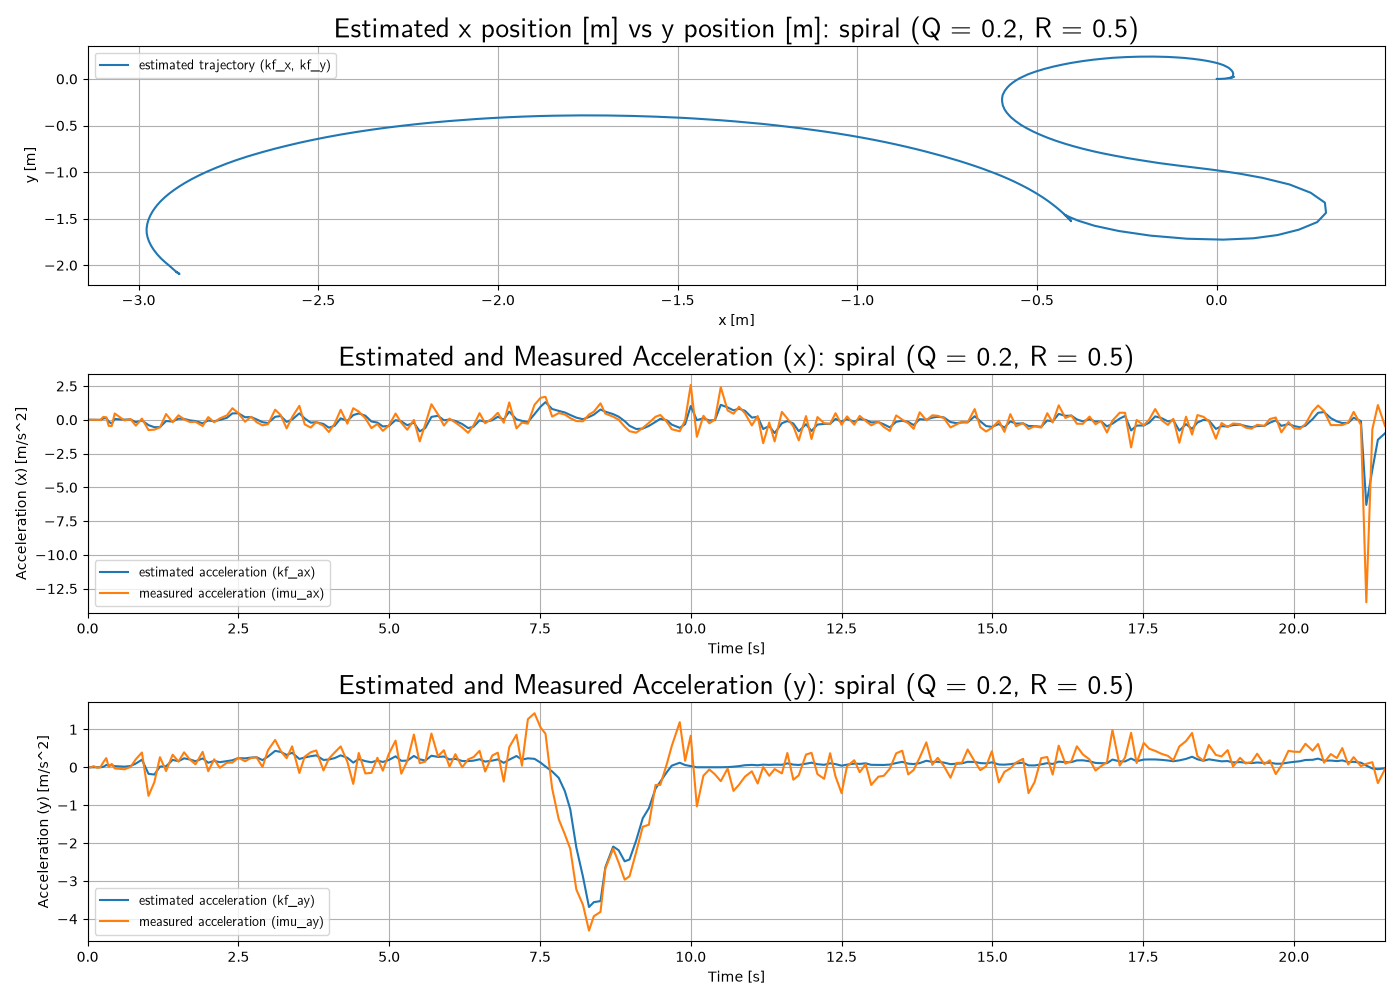 Estimated x position [m] vs y position [m]: spiral (Q = 0.2, R = 0.5)
estimated trajectory (kf_x, kf_y)
0.0
−0.5
−1.0
−1.5
−2.0
y [m]
−3.0 −2.5 −2.0 −1.5 −1.0 −0.5 0.0
x [m]
Estimated and Measured Acceleration (x): spiral (Q = 0.2, R = 0.5)
2.5
0.0
−2.5
−5.0
−7.5
−10.0
−12.5
Acceleration (x) [m/s^2]
estimated acceleration (kf_ax)
measured acceleration (imu_ax)
0.0 2.5 5.0 7.5 10.0 12.5 15.0 17.5 20.0
Time [s]
Estimated and Measured Acceleration (y): spiral (Q = 0.2, R = 0.5)
1
0
−1
−2
−3
−4
Acceleration (y) [m/s^2]
estimated acceleration (kf_ay)
measured acceleration (imu_ay)
0.0 2.5 5.0 7.5 10.0 12.5 15.0 17.5 20.0
Time [s]